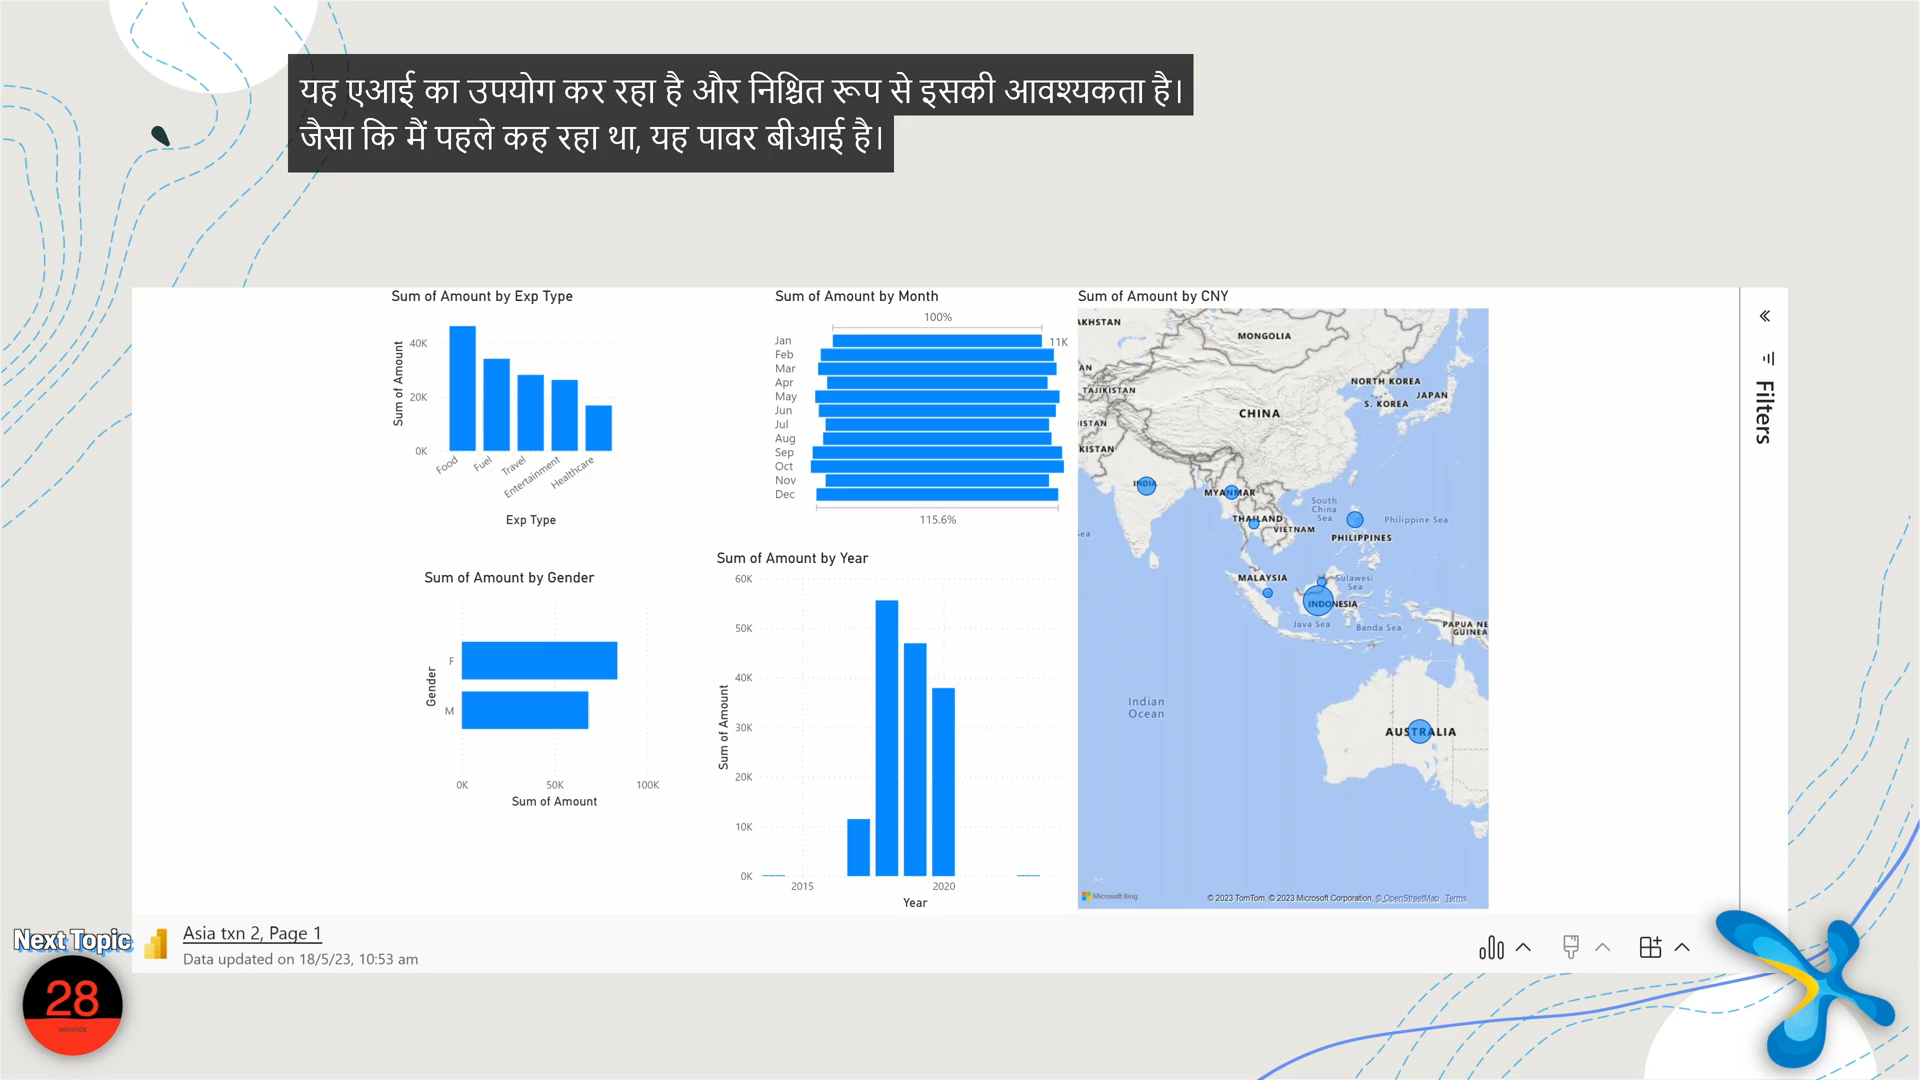 यह एआई का उपयोग कर रहा है और निश्चित रूप से इसकी आवश्यकता है।
जैसा कि मैं पहले कह रहा था, यह पावर बीआई है।
Sum of Amount by Exp Type
Sum of Amount
40K
20K
0K
Food
Fuel
Travel
Entertainment
Healthcare
Exp Type
Sum of Amount by Month
100%
Jan
11K
Feb
Mar
Apr
May
Jun
Jul
Aug
Sep
Oct
Nov
Dec
115.6%
Sum of Amount by Gender
Gender
F
M
0K
50K
100K
Sum of Amount
Sum of Amount by Year
Sum of Amount
60K
50K
40K
30K
20K
10K
0K
2015
2020
Year
Sum of Amount by CNY
AKHSTAN
MONGOLIA
AN
TAJIKISTAN
NORTH KOREA
JAPAN
S. KOREA
CHINA
ISTAN
KISTAN
INDIA
MYANMAR
South
China
Sea
THAILAND
VIETNAM
Philippine Sea
PHILIPPINES
ea
MALAYSIA
Sulawesi
Sea
INDONESIA
Java Sea
Banda Sea
PAPUA NE
GUINEA
Indian
Ocean
AUSTRALIA
Microsoft Bing
© 2023 TomTom, © 2023 Microsoft Corporation, © OpenStreetMap Terms
Filters
Asia txn 2, Page 1
Data updated on 18/5/23, 10:53 am
Next Topic
28
seconds